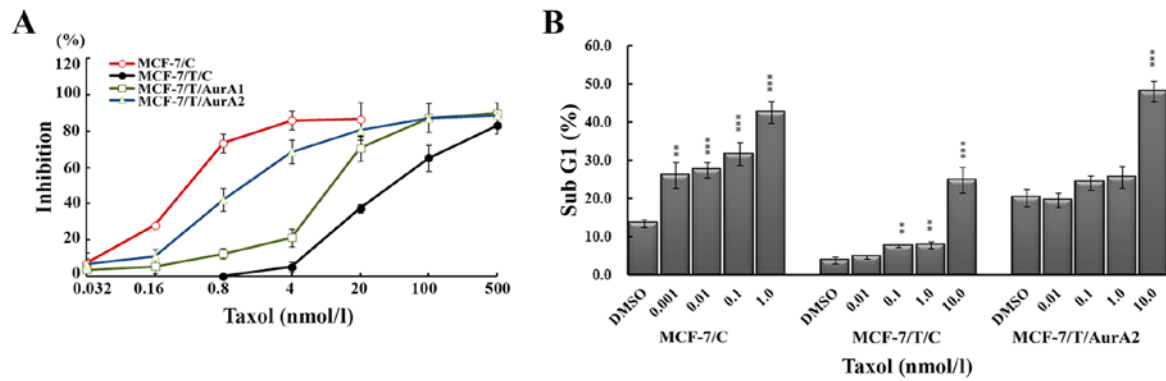 A
(%)
120
100
80
60
40
20
0
MCF-7/C
MCF-7/T/C
MCF-7/T/AurA1
MCF-7/T/AurA2
Inhibition
0.032 0.16 0.8 4 20 100 500
Taxol (nmol/l)
B
60.0
50.0
40.0
30.0
20.0
10.0
0.0
Sub G1 (%)
** *** *** *** ** ** *** ***
DMSO 0.001 0.01 0.1 1.0 DMSO 0.01 0.1 1.0 10.0 DMSO 0.01 0.1 1.0 10.0
MCF-7/C MCF-7/T/C MCF-7/T/AurA2
Taxol (nmol/l)